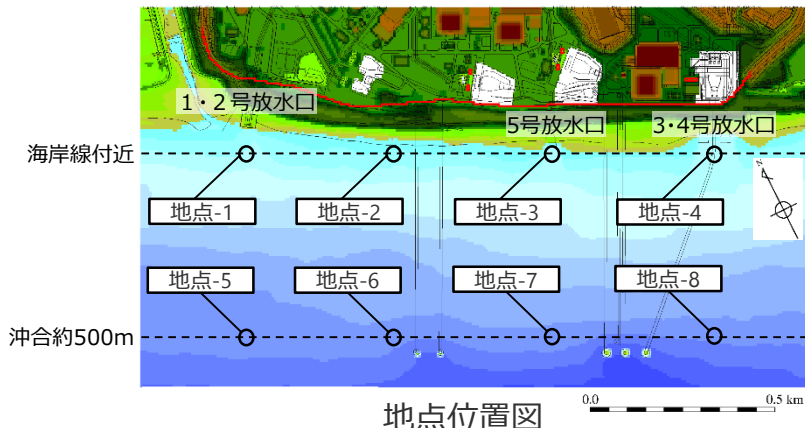 1・2号放水口
5号放水口
3・4号放水口
海岸線付近
地点-1
地点-2
地点-3
地点-4
N
地点-5
地点-6
地点-7
地点-8
沖合約500m
地点位置図
0.0
0.5 km